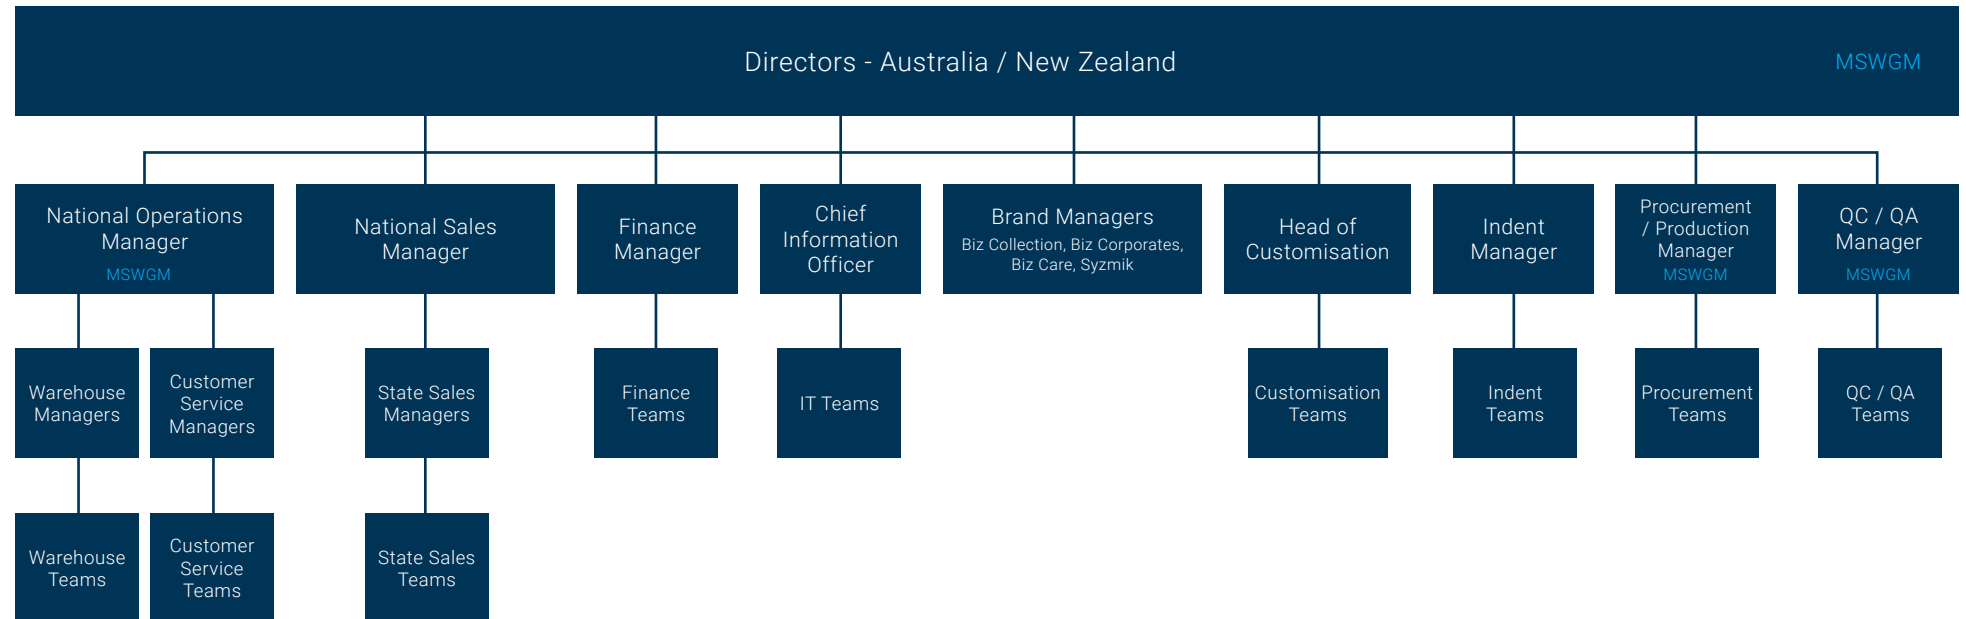 Directors - Australia / New Zealand
MSWGM
National Operations
Manager
MSWGM
National Sales
Manager
Finance
Manager
Chief
Information
Officer
Brand Managers
Biz Collection, Biz Corporates,
Biz Care, Syzmik
Head of
Customisation
Indent
Manager
Procurement
/ Production
Manager
MSWGM
QC / QA
Manager
MSWGM
Warehouse
Managers
Customer
Service
Managers
State Sales
Managers
Finance
Teams
IT Teams
Customisation
Teams
Indent
Teams
Procurement
Teams
QC / QA
Teams
Warehouse
Teams
Customer
Service
Teams
State Sales
Teams